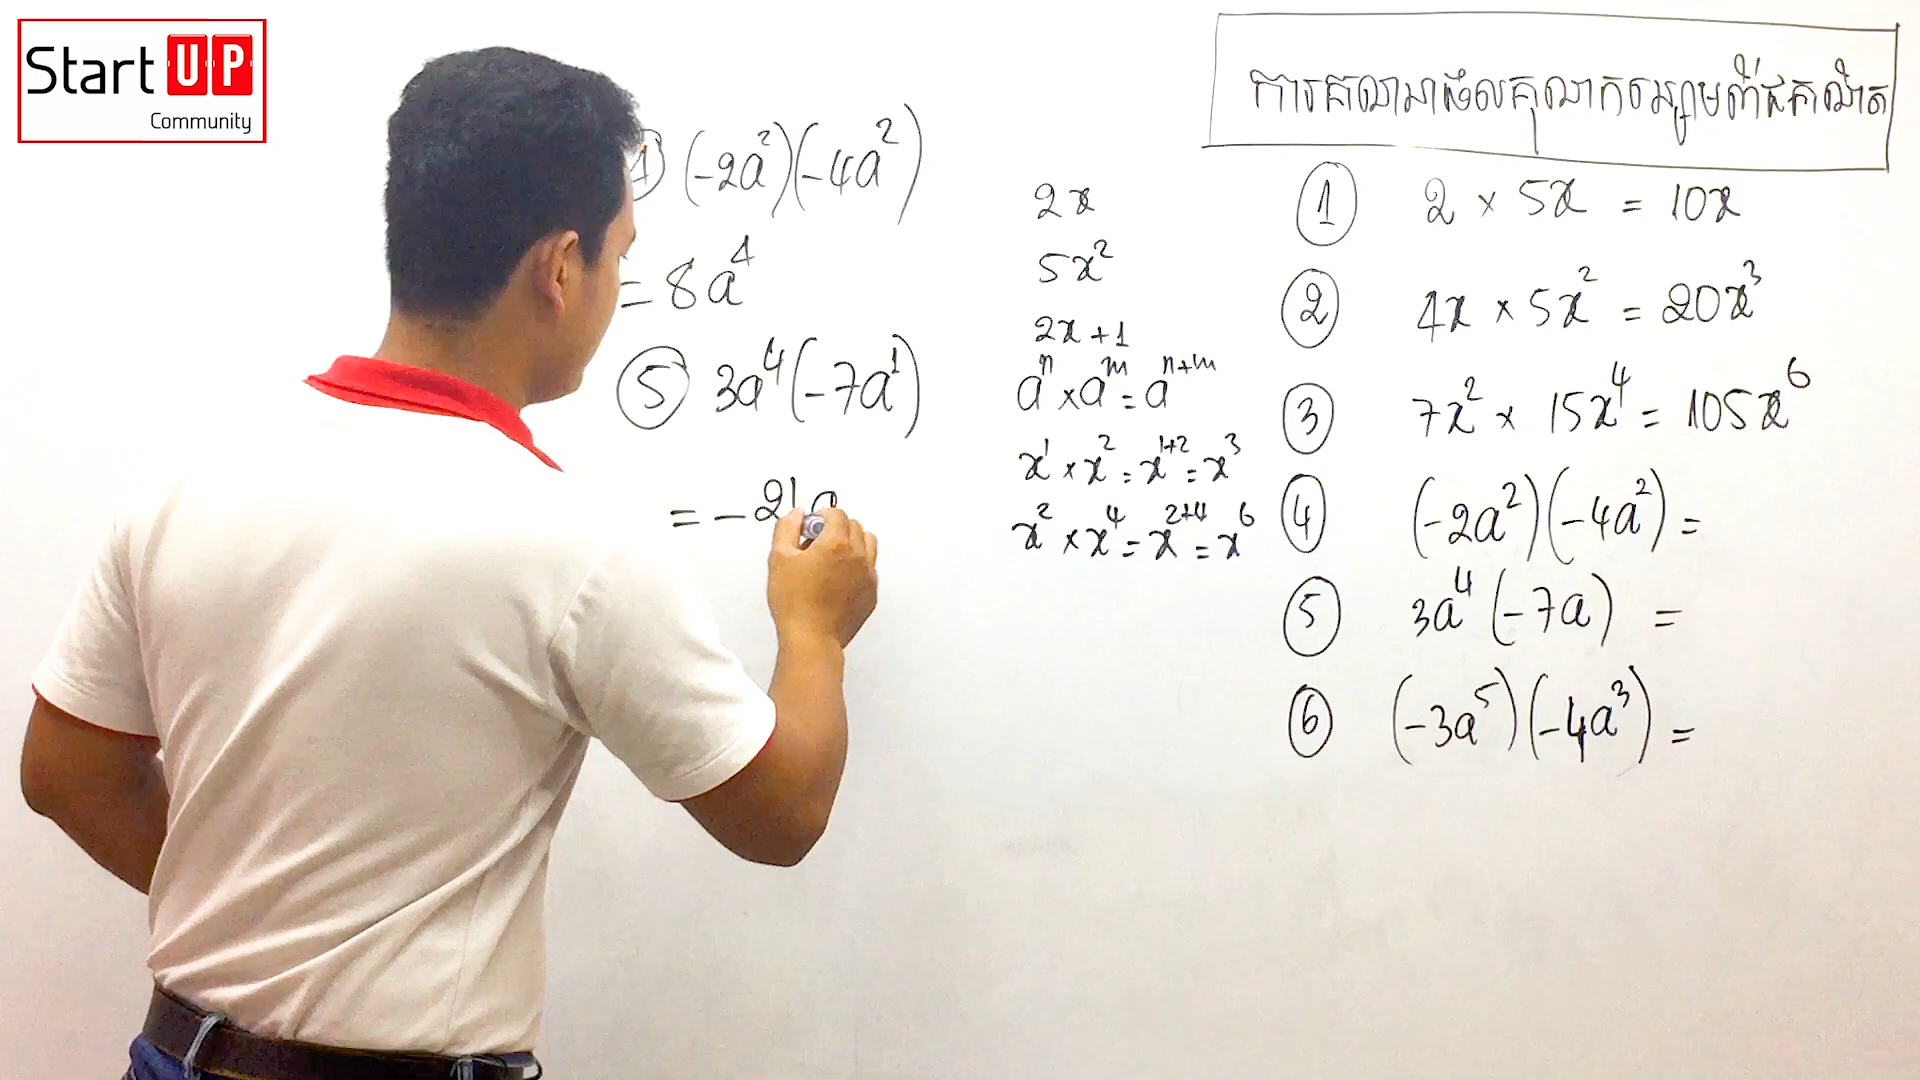 Start UP
Community
④ (-2a²)(-4a²)
= 8a⁴
⑤ 3a⁴(-7a¹)
= -21a
2x
5x²
2x+1
aⁿ × aᵐ = aⁿ⁺ᵐ
x¹ × x² = x¹⁺² = x³
x² × x⁴ = x²⁺⁴ = x⁶
① 2 × 5x = 10x
② 4x × 5x² = 20x³
③ 7x² × 15x⁴ = 105x⁶
④ (-2a²)(-4a²) =
⑤ 3a⁴(-7a) =
⑥ (-3a⁵)(-4a³) =